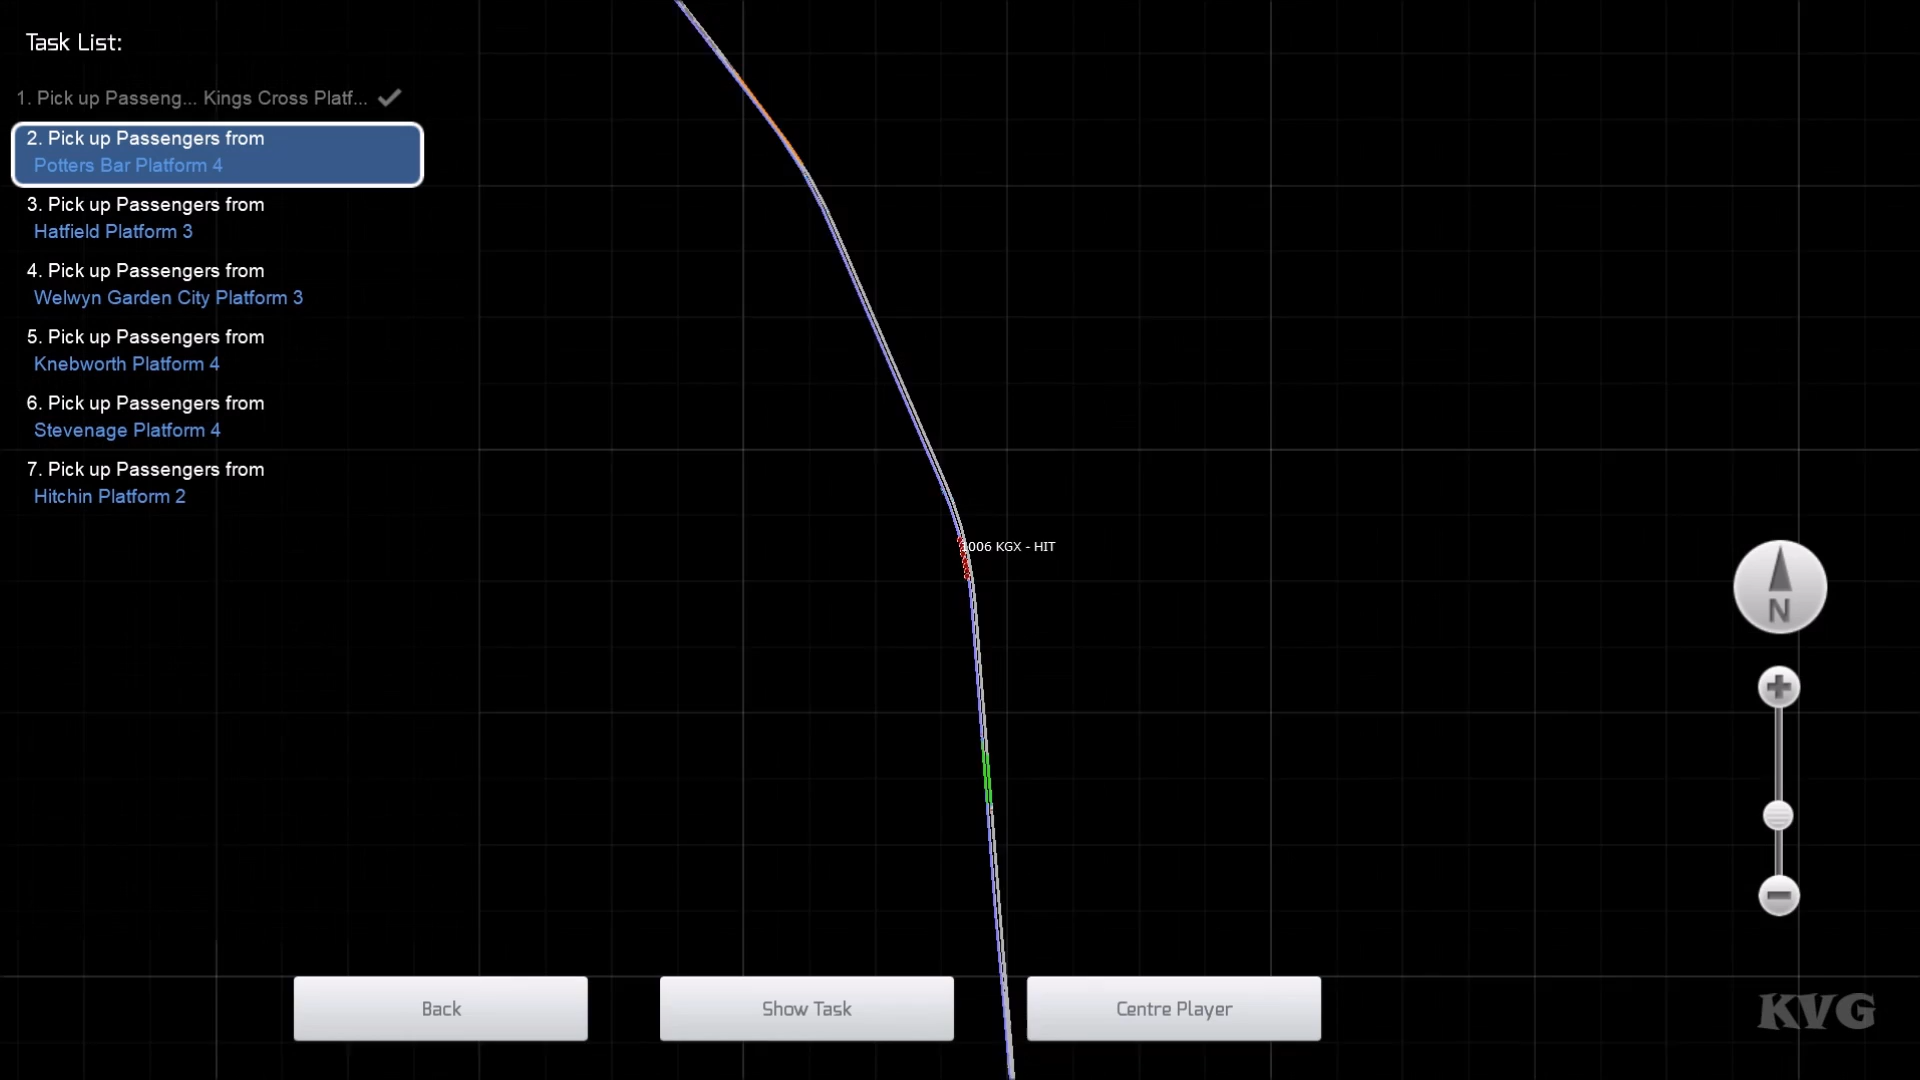 Task List:
1. Pick up Passeng... Kings Cross Platf...
2. Pick up Passengers from
Potters Bar Platform 4
3. Pick up Passengers from
Hatfield Platform 3
4. Pick up Passengers from
Welwyn Garden City Platform 3
5. Pick up Passengers from
Knebworth Platform 4
6. Pick up Passengers from
Stevenage Platform 4
7. Pick up Passengers from
Hitchin Platform 2
KGX - HIT
N
Back
Show Task
Centre Player
KVG